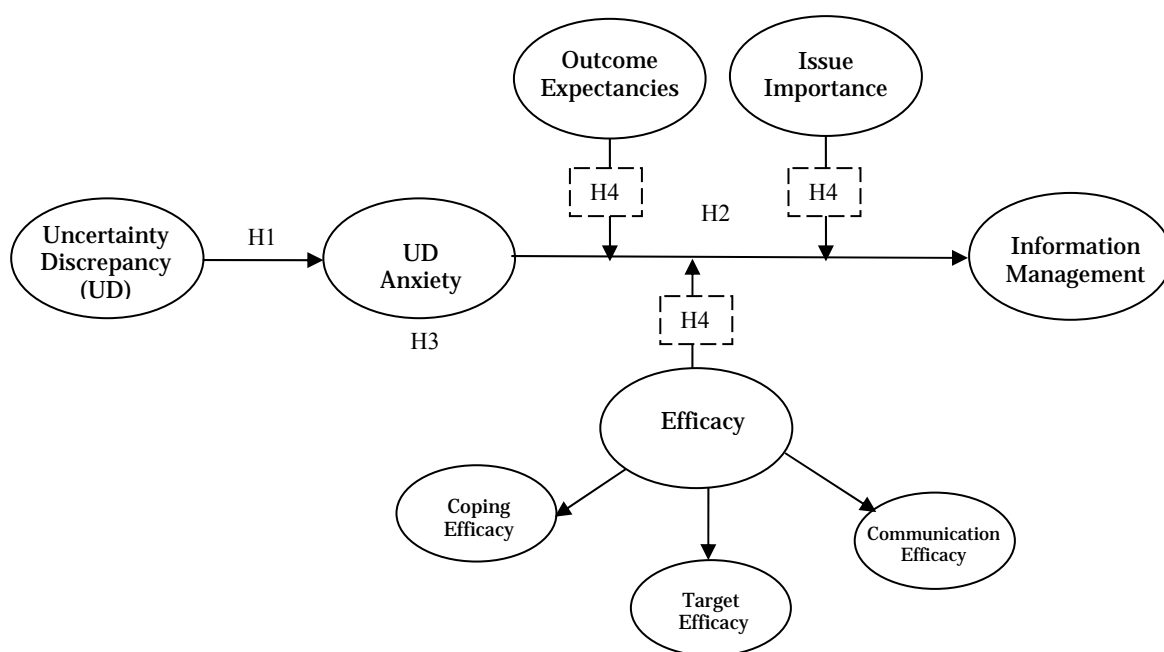 Outcome
Expectancies
Issue
Importance
H4
H4
H2
Uncertainty
Discrepancy
(UD)
H1
UD
Anxiety
Information
Management
H3
H4
Efficacy
Coping
Efficacy
Communication
Efficacy
Target
Efficacy